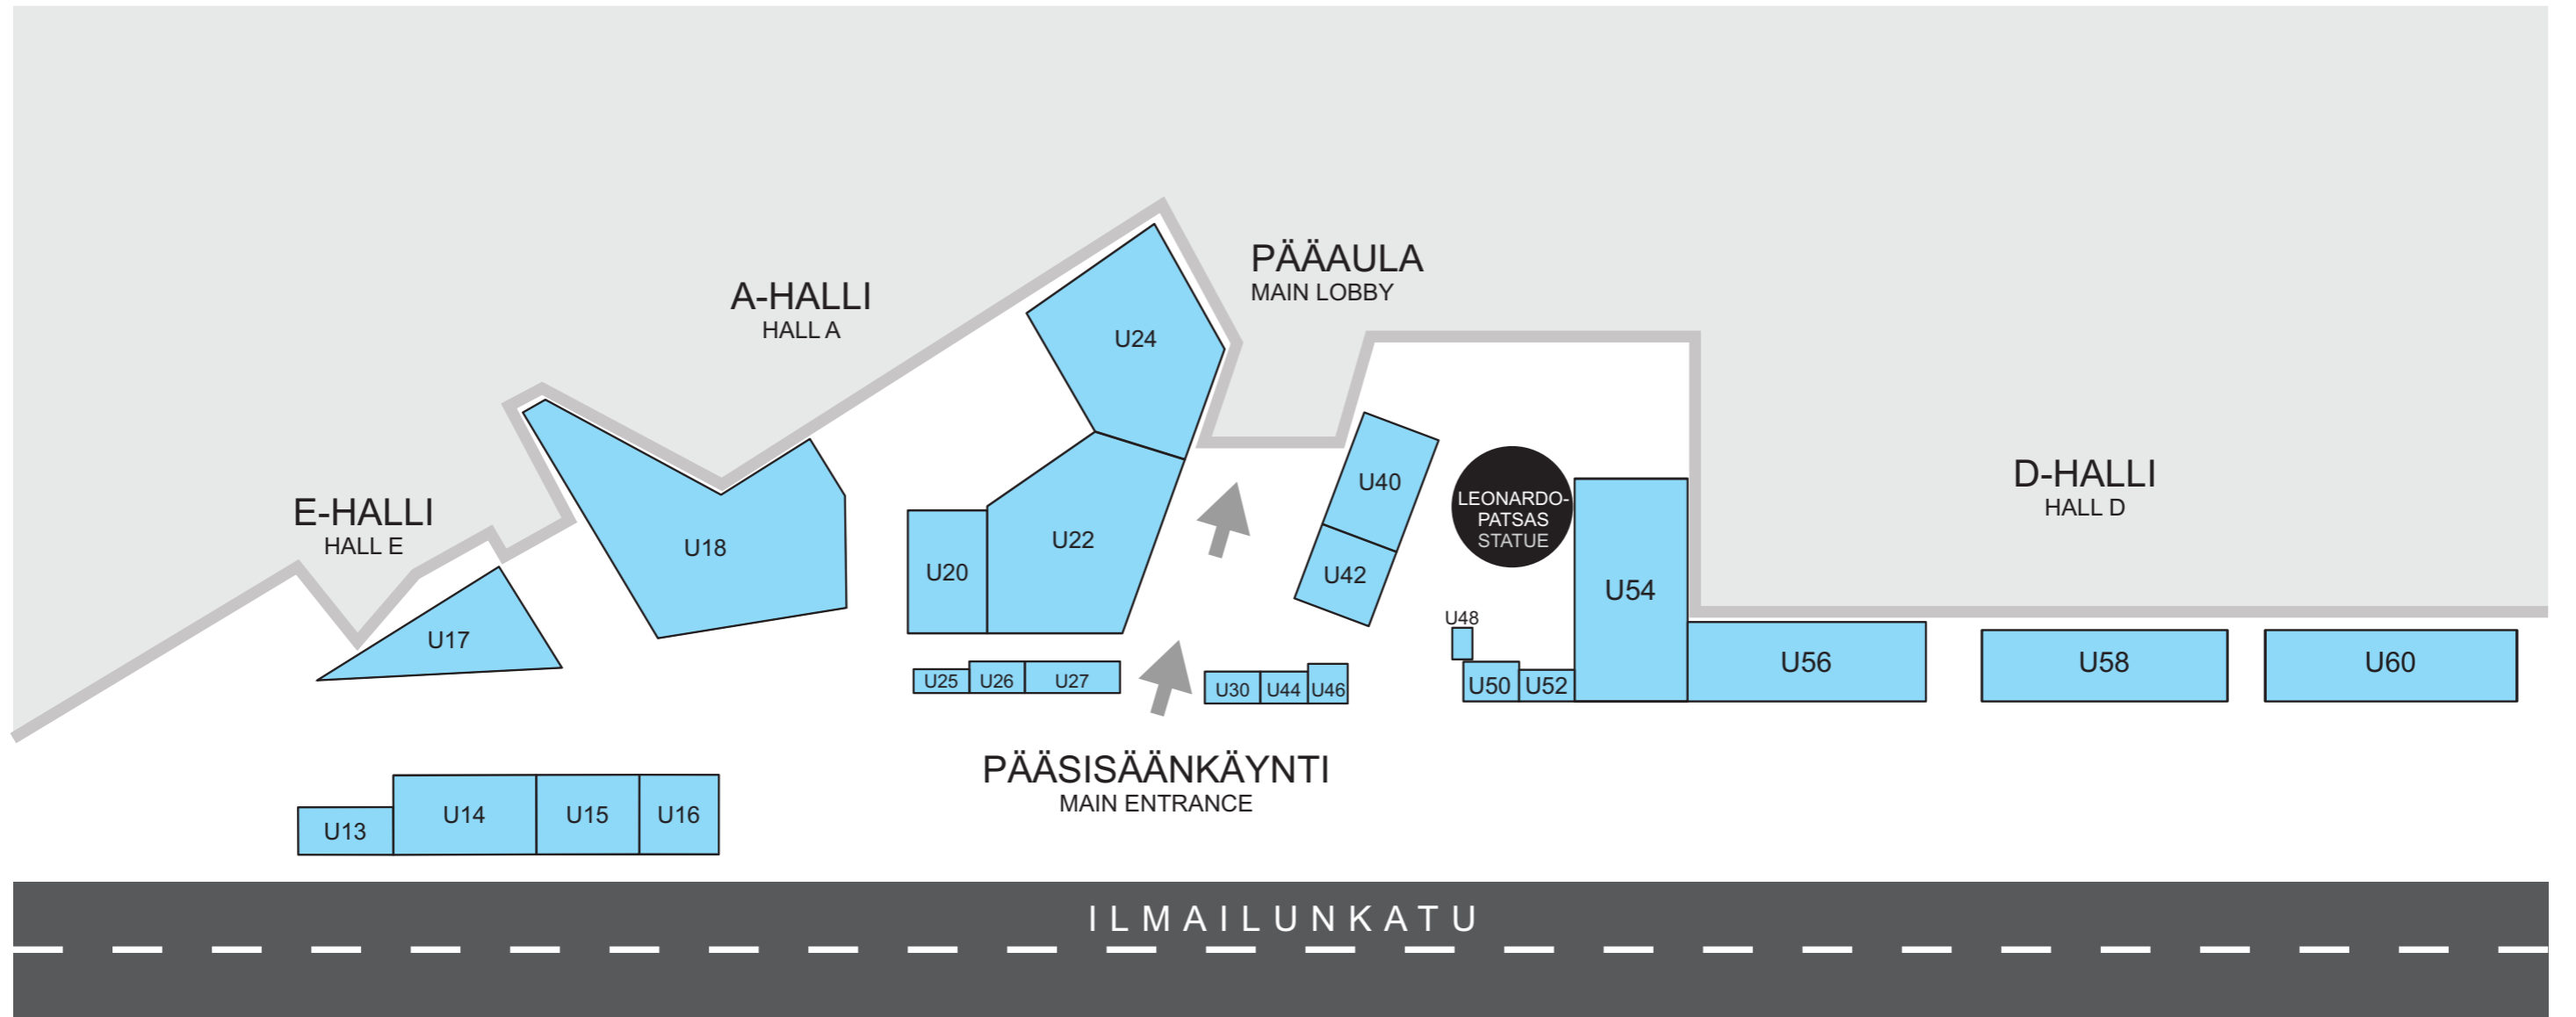 PÄÄAULA
MAIN LOBBY
A-HALLI
HALL A
U24
D-HALLI
HALL D
U40
LEONARDO-
PATSAS
STATUE
E-HALLI
HALL E
U18
U22
U20
U42
U54
U48
U17
U25
U26
U27
U30
U44
U46
U50
U52
U56
U58
U60
PÄÄSISÄÄNKÄYNTI
MAIN ENTRANCE
U13
U14
U15
U16
ILMAILUNKATU